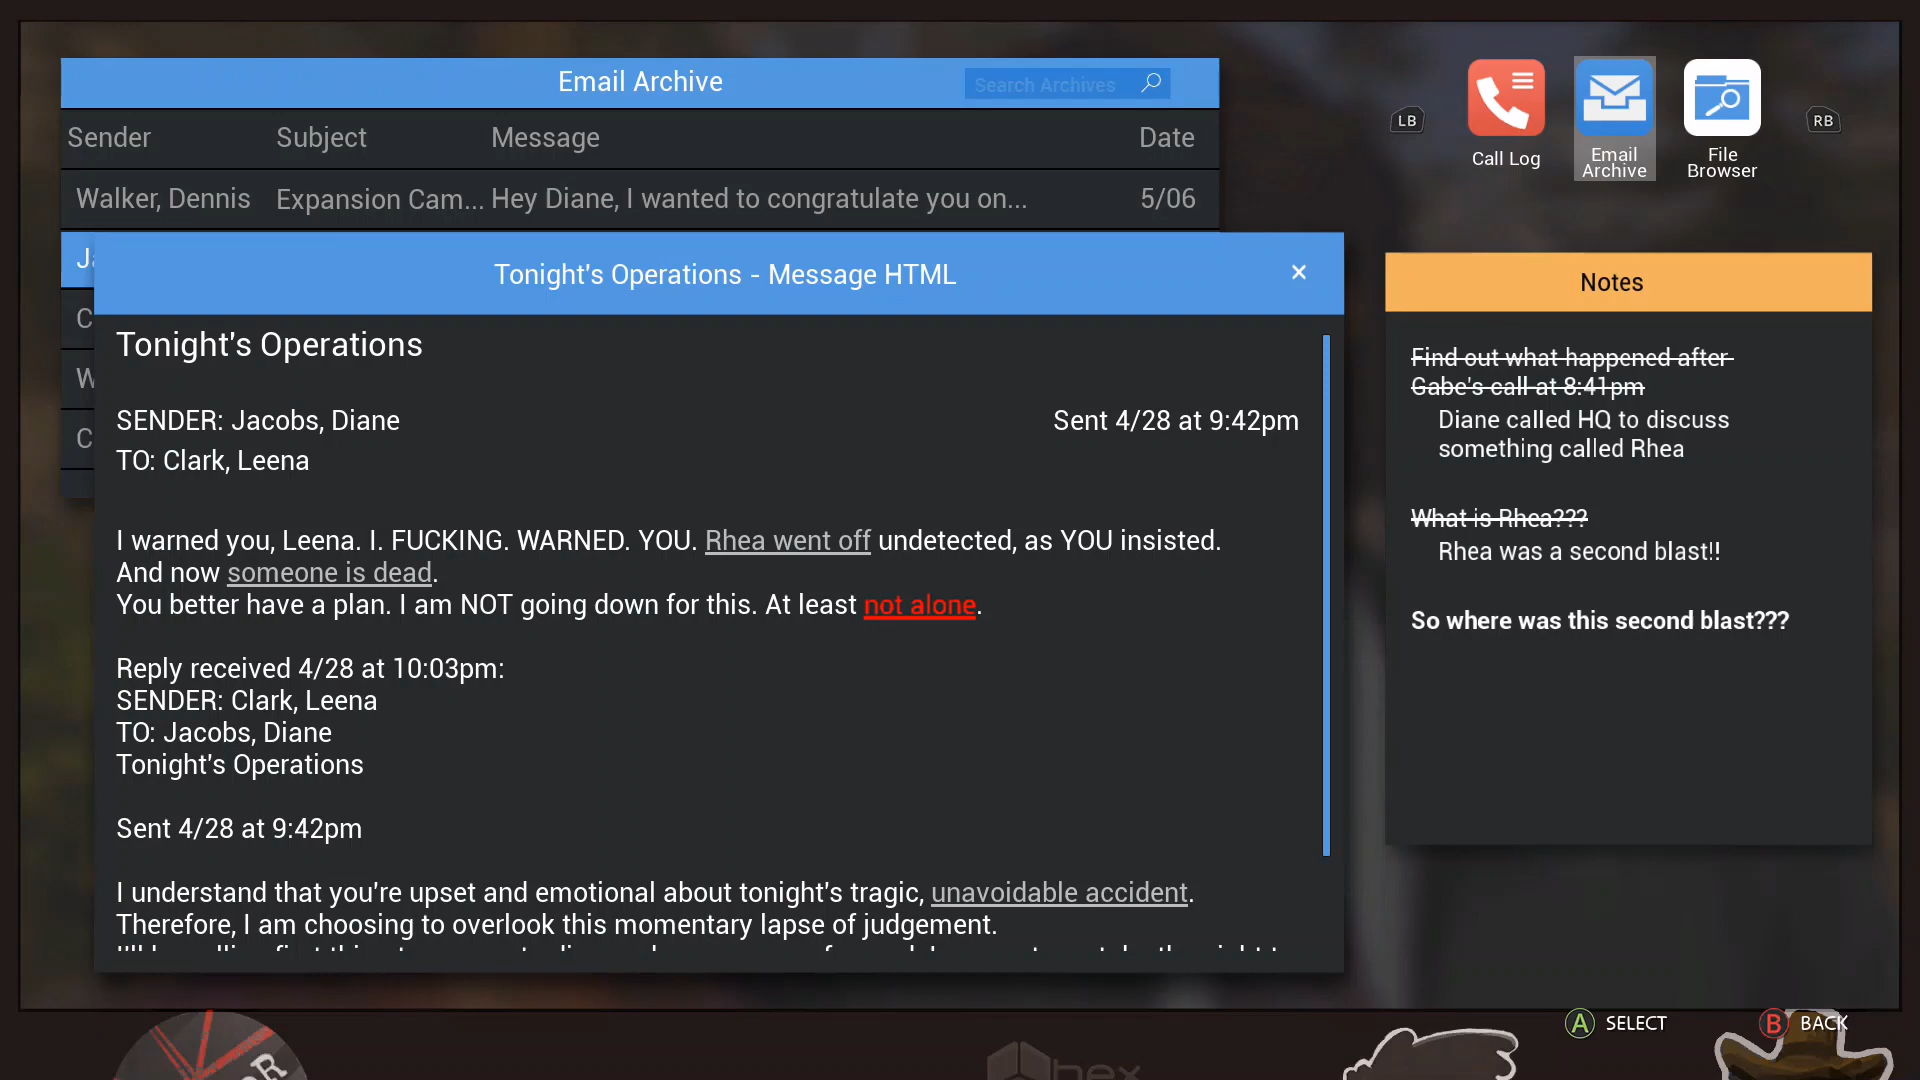 Email Archive
Search Archives
Sender Subject Message Date
Walker, Dennis Expansion Cam... Hey Diane, I wanted to congratulate you on... 5/06
Tonight's Operations - Message HTML
Tonight's Operations
SENDER: Jacobs, Diane Sent 4/28 at 9:42pm
TO: Clark, Leena
I warned you, Leena. I. FUCKING. WARNED. YOU. Rhea went off undetected, as YOU insisted.
And now someone is dead.
You better have a plan. I am NOT going down for this. At least not alone.
Reply received 4/28 at 10:03pm:
SENDER: Clark, Leena
TO: Jacobs, Diane
Tonight's Operations
Sent 4/28 at 9:42pm
I understand that you're upset and emotional about tonight's tragic, unavoidable accident.
Therefore, I am choosing to overlook this momentary lapse of judgement.
LB
Call Log
Email
Archive
File
Browser
RB
Notes
Find out what happened after
Gabe's call at 8:41pm
Diane called HQ to discuss
something called Rhea
What is Rhea???
Rhea was a second blast!!
So where was this second blast???
A SELECT
B BACK
hex